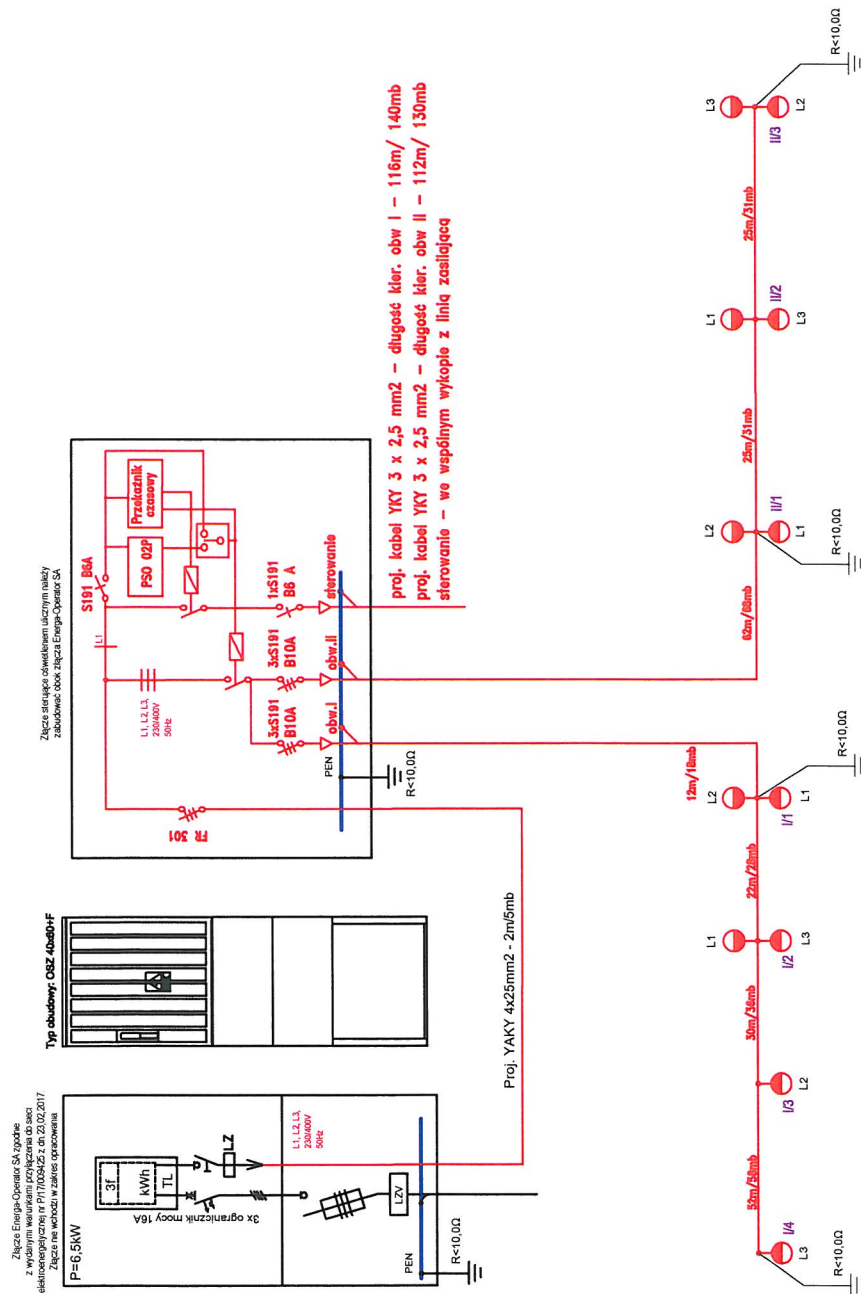 Złącze Energa-Operator SA zgodnie
z wydanymi warunkami przyłączenia do sieci
elektroenergetycznej nr P/17/009425 z dn. 23.02.2017.
Złącze nie wchodzi w zakres opracowania
P=6,5kW
3f
kWh
TL
LZ
3x ogranicznik mocy 16A
L1, L2, L3,
230/400V
50Hz
LZV
PEN
R<10,0Ω
Typ obudowy: OSZ 40x60+F
Proj. YAKY 4x25mm2 - 2m/5mb
Złącze sterujące oświetleniem ulicznym należy
zabudować obok złącza Energa-Operator SA
FR 301
L1
S191 B6A
PSO 02P
Przekaźnik
czasowy
L1, L2, L3,
230/400V
50Hz
3xS191
B10A
3xS191
B10A
1xS191
B6 A
obw.I
obw.II
sterowanie
PEN
R<10,0Ω
proj. kabel YKY 3 x 2,5 mm2 - długość kier. obw I - 116m/ 140mb
proj. kabel YKY 3 x 2,5 mm2 - długość kier. obw II - 112m/ 130mb
sterowanie - we wspólnym wykopie z linią zasilającą
L3
I/4
R<10,0Ω
52m/58mb
L2
I/3
30m/36mb
L1
L3
I/2
22m/28mb
L2
L1
I/1
R<10,0Ω
12m/18mb
62m/68mb
L2
L1
II/1
R<10,0Ω
25m/31mb
L1
L3
II/2
25m/31mb
L3
L2
II/3
R<10,0Ω